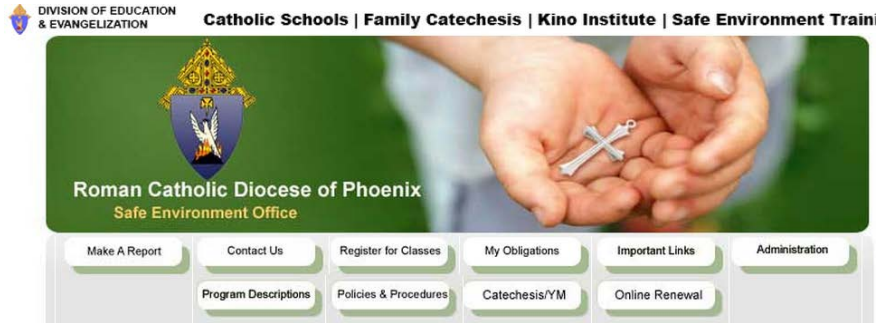 DIVISION OF EDUCATION
& EVANGELIZATION
Catholic Schools | Family Catechesis | Kino Institute | Safe Environment Traini
Roman Catholic Diocese of Phoenix
Safe Environment Office
Make A Report Contact Us Register for Classes My Obligations Important Links Administration
Program Descriptions Policies & Procedures Catechesis/YM Online Renewal